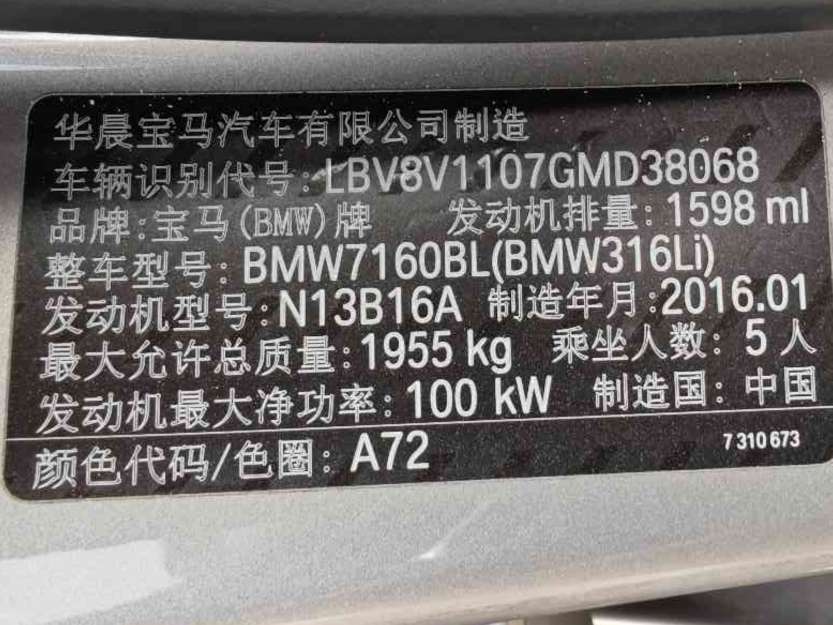 华晨宝马汽车有限公司制造
车辆识别代号:LBV8V1107GMD38068
品牌:宝马(BMW)牌 发动机排量:1598 ml
整车型号:BMW7160BL(BMW316Li)
发动机型号:N13B16A 制造年月:2016.01
最大允许总质量:1955 kg 乘坐人数:5人
发动机最大净功率:100 kW 制造国:中国
颜色代码/色圈:A72 7 310 673